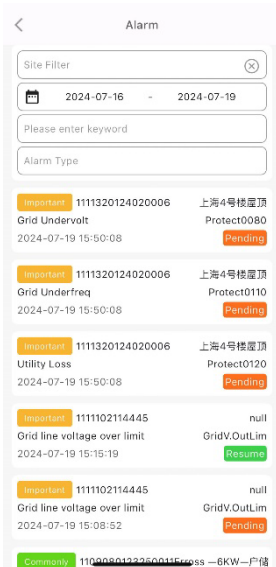 Alarm
Site Filter
2024-07-16 - 2024-07-19
Please enter keyword
Alarm Type
Important 1111320124020006 上海4号楼屋顶
Grid Undervolt Protect0080
2024-07-19 15:50:08 Pending
Important 1111320124020006 上海4号楼屋顶
Grid Underfreq Protect0110
2024-07-19 15:50:08 Pending
Important 1111320124020006 上海4号楼屋顶
Utility Loss Protect0120
2024-07-19 15:50:08 Pending
Important 1111102114445 null
Grid line voltage over limit GridV.OutLim
2024-07-19 15:15:19 Resume
Important 1111102114445 null
Grid line voltage over limit GridV.OutLim
2024-07-19 15:08:52 Pending
Commonly —6KW—户储